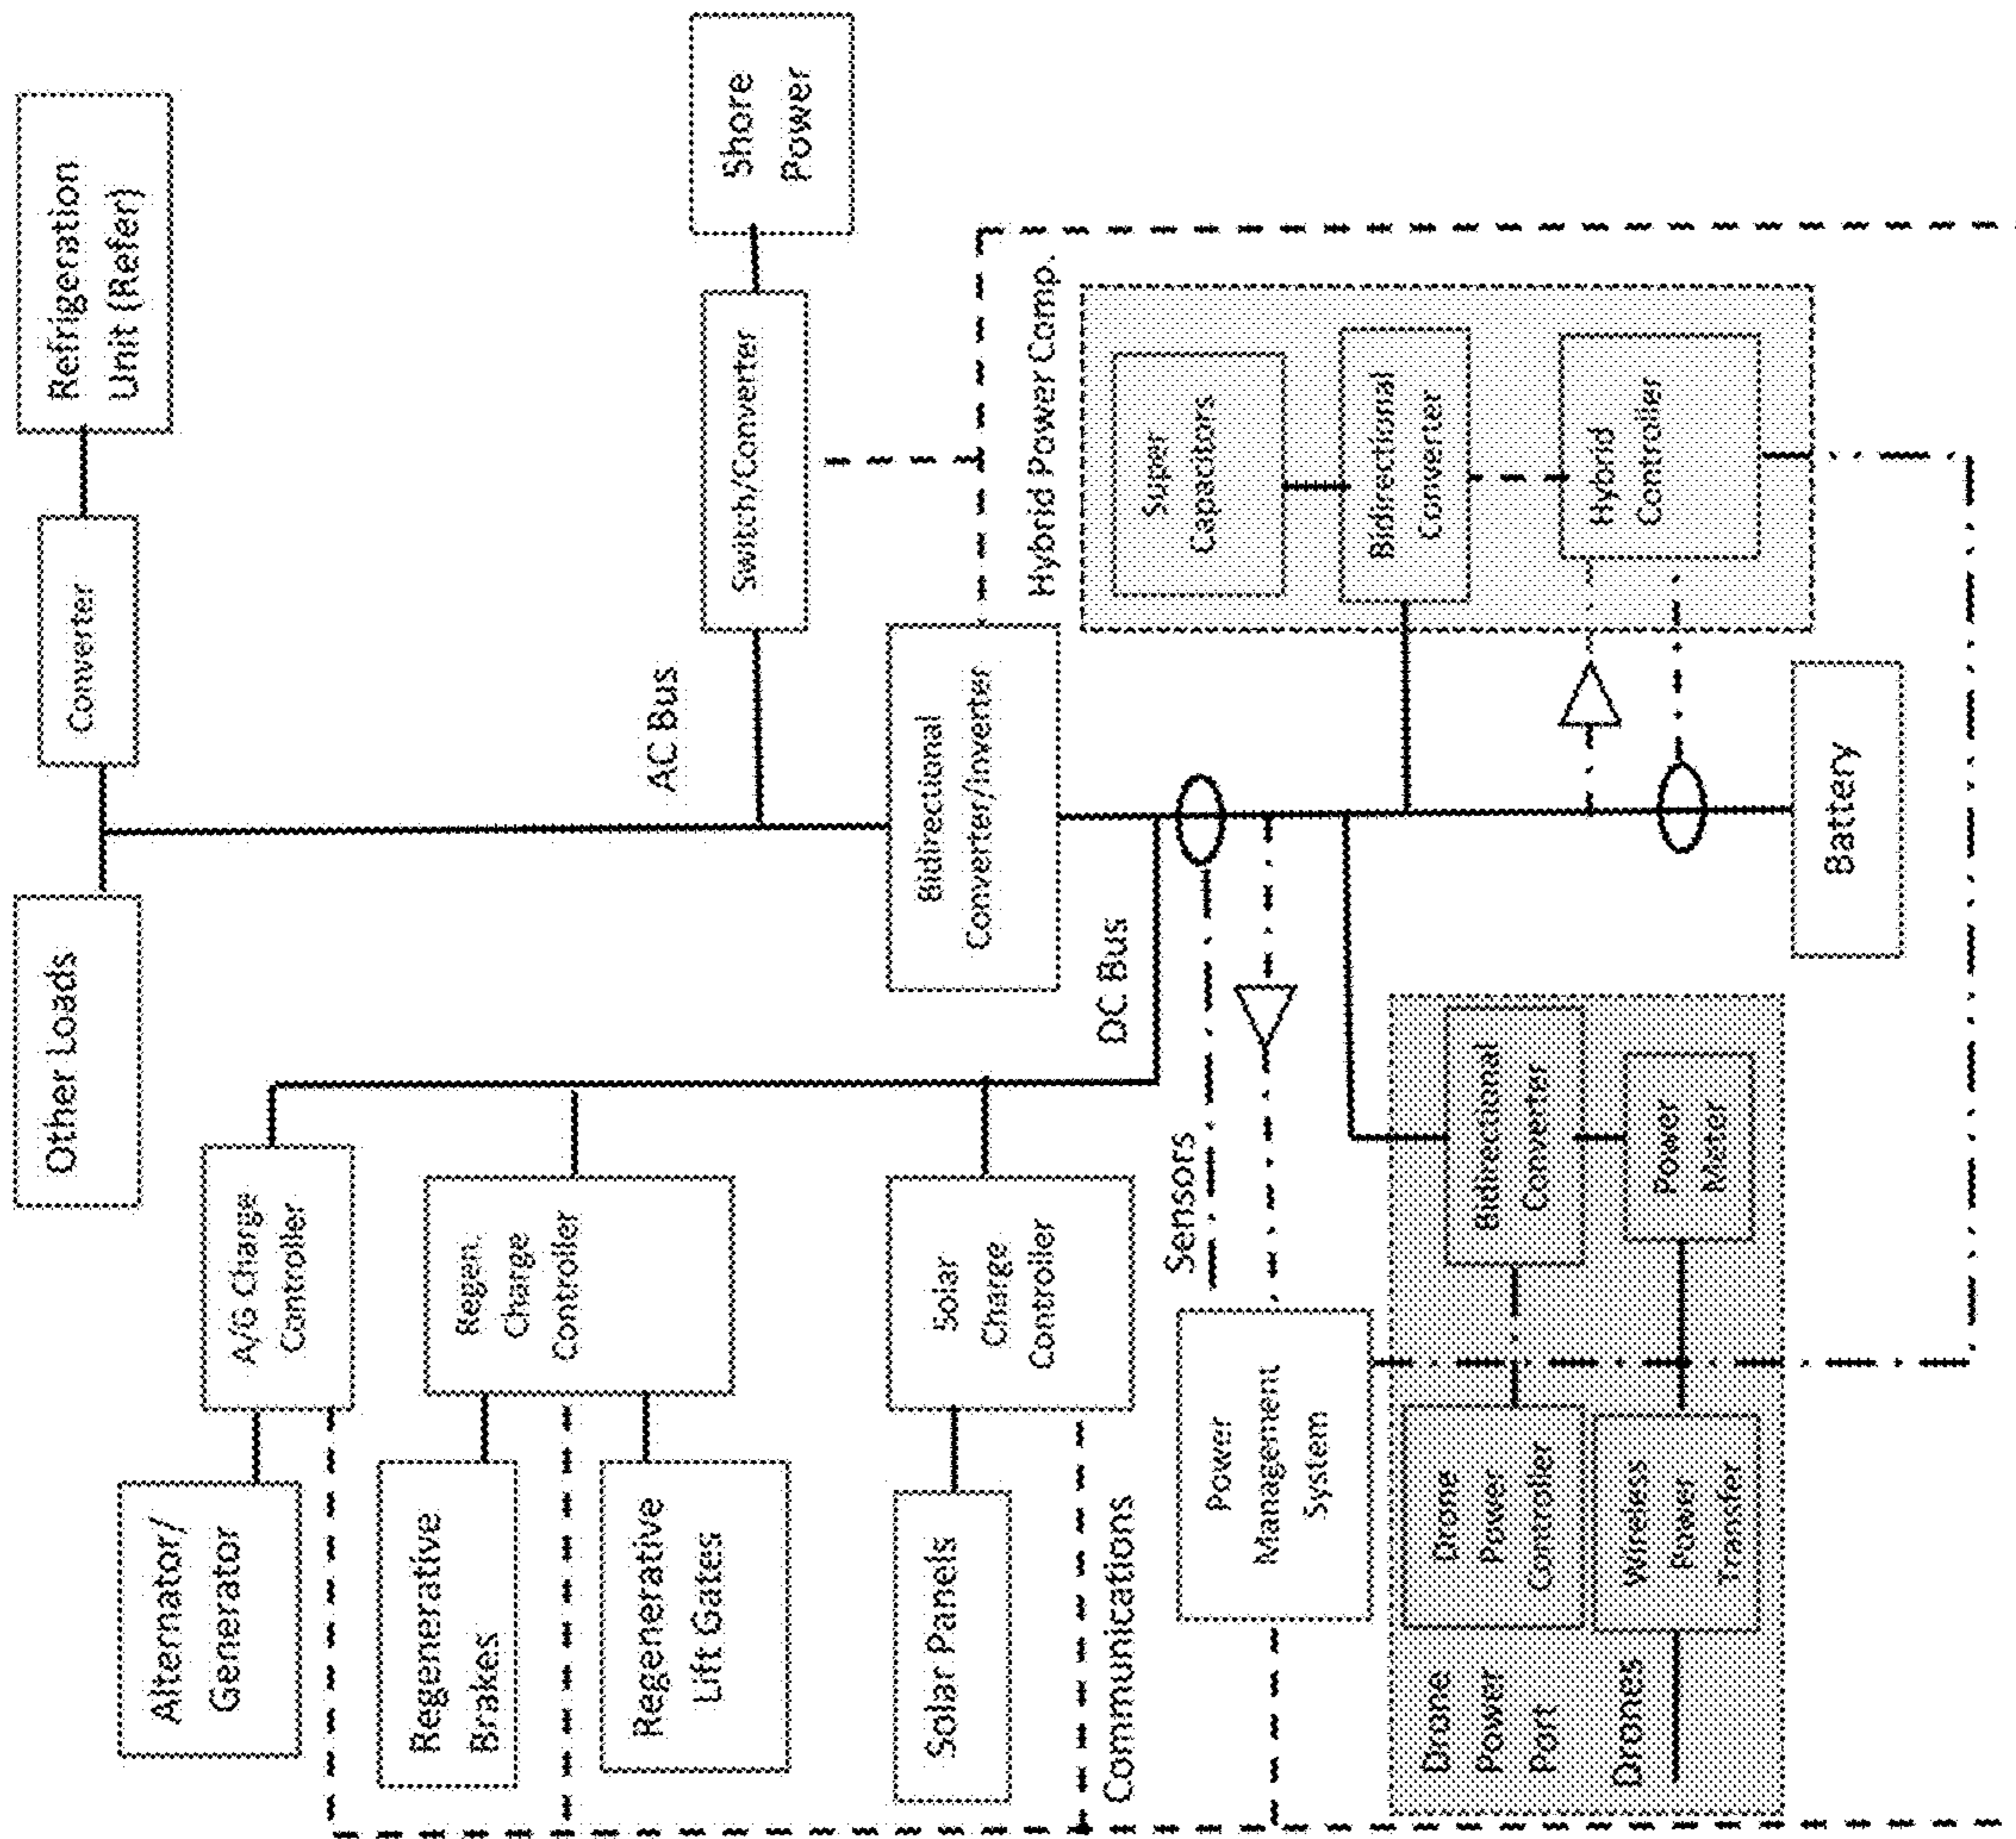 Alternator/
Generator
A/G Charge
Controller
Other Loads
Converter
Refrigeration
Unit (Refer)
Regenerative
Brakes
Regen.
Charge
Controller
Regenerative
Lift Gates
AC Bus
Switch/Converter
Shore
Power
Solar Panels
Solar
Charge
Controller
Bidirectional
Converter/Inverter
Communications
DC Bus
Hybrid Power Comp.
Sensors
Power
Management
System
Super
Capacitors
Bidirectional
Converter
Hybrid
Controller
Drone
Power
Port
Drone
Power
Controller
Bidirectional
Converter
Drones
Wireless
Power
Transfer
Power
Meter
Battery